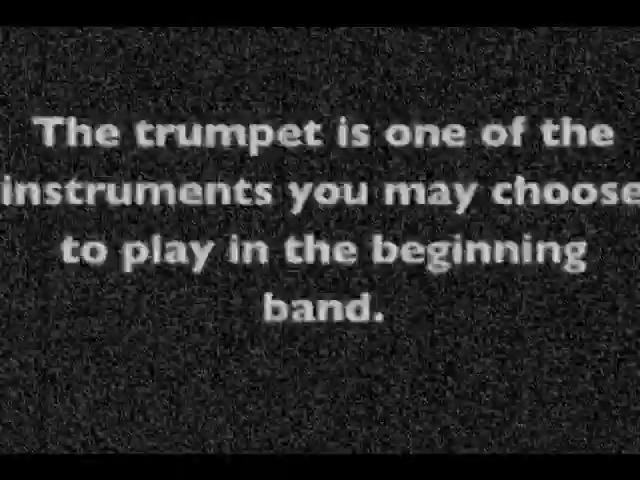 The trumpet is one of the
instruments you may choose
to play in the beginning
band.